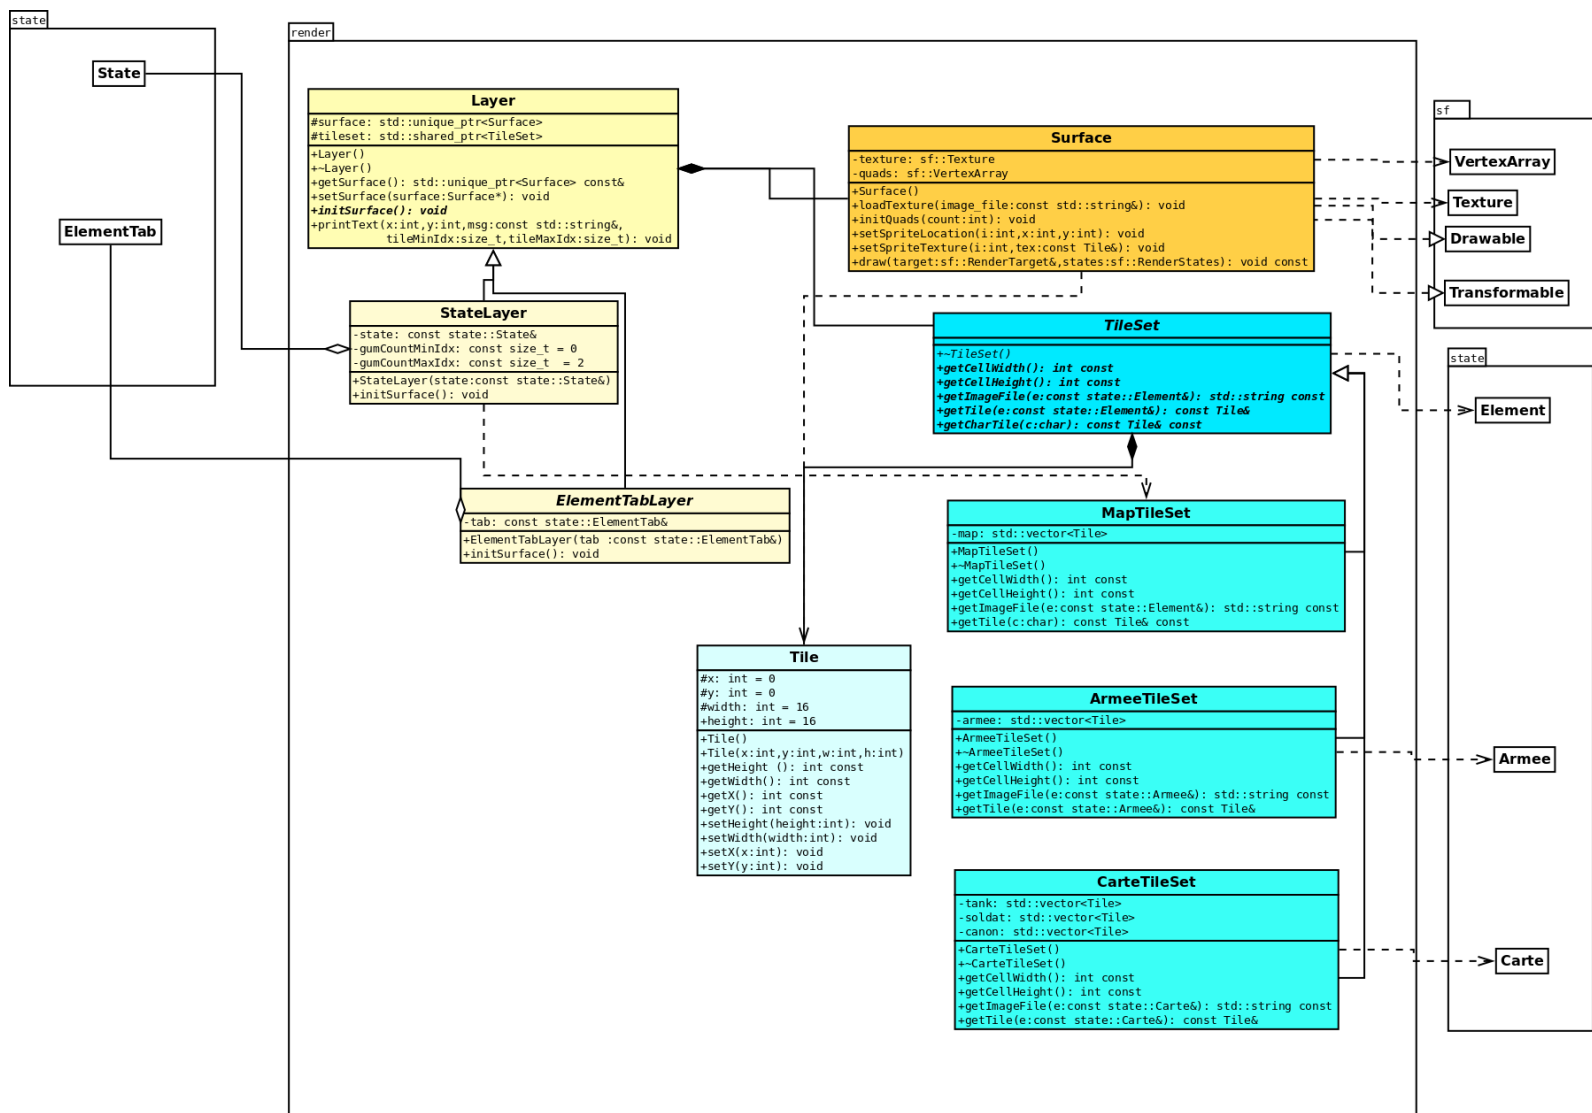 state
State
ElementTab
render
Layer
#surface: std::unique_ptr<Surface>
#tileset: std::shared_ptr<TileSet>
+Layer()
+~Layer()
+getSurface(): std::unique_ptr<Surface> const&
+setSurface(surface:Surface*): void
+initSurface(): void
+printText(x:int,y:int,msg:const std::string&,
tileMinIdx:size_t,tileMaxIdx:size_t): void
StateLayer
-state: const state::State&
-gumCountMinIdx: const size_t = 0
-gumCountMaxIdx: const size_t  = 2
+StateLayer(state:const state::State&)
+initSurface(): void
ElementTabLayer
-tab: const state::ElementTab&
+ElementTabLayer(tab :const state::ElementTab&)
+initSurface(): void
Surface
-texture: sf::Texture
-quads: sf::VertexArray
+Surface()
+loadTexture(image_file:const std::string&): void
+initQuads(count:int): void
+setSpriteLocation(i:int,x:int,y:int): void
+setSpriteTexture(i:int,tex:const Tile&): void
+draw(target:sf::RenderTarget&,states:sf::RenderStates): void const
TileSet
+~TileSet()
+getCellWidth(): int const
+getCellHeight(): int const
+getImageFile(e:const state::Element&): std::string const
+getTile(e:const state::Element&): const Tile&
+getCharTile(c:char): const Tile& const
MapTileSet
-map: std::vector<Tile>
+MapTileSet()
+~MapTileSet()
+getCellWidth(): int const
+getCellHeight(): int const
+getImageFile(e:const state::Element&): std::string const
+getTile(c:char): const Tile& const
Tile
#x: int = 0
#y: int = 0
#width: int = 16
+height: int = 16
+Tile()
+Tile(x:int,y:int,w:int,h:int)
+getHeight (): int const
+getWidth(): int const
+getX(): int const
+getY(): int const
+setHeight(height:int): void
+setWidth(width:int): void
+setX(x:int): void
+setY(y:int): void
ArmeeTileSet
-armee: std::vector<Tile>
+ArmeeTileSet()
+~ArmeeTileSet()
+getCellWidth(): int const
+getCellHeight(): int const
+getImageFile(e:const state::Armee&): std::string const
+getTile(e:const state::Armee&): const Tile&
CarteTileSet
-tank: std::vector<Tile>
-soldat: std::vector<Tile>
-canon: std::vector<Tile>
+CarteTileSet()
+~CarteTileSet()
+getCellWidth(): int const
+getCellHeight(): int const
+getImageFile(e:const state::Carte&): std::string const
+getTile(e:const state::Carte&): const Tile&
sf
VertexArray
Texture
Drawable
Transformable
state
Element
Armee
Carte